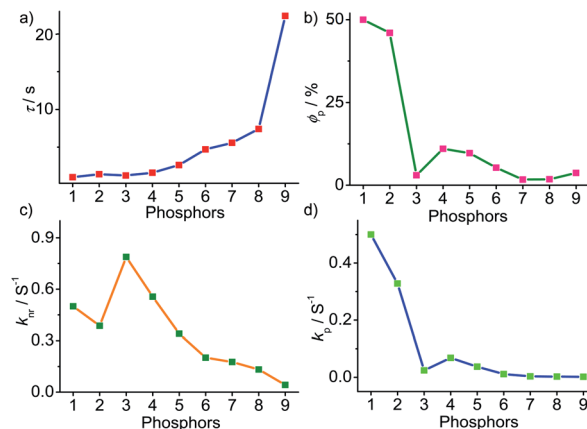 a)
τ / s
20
10
1 2 3 4 5 6 7 8 9
Phosphors
b)
ϕp / %
50
25
0
1 2 3 4 5 6 7 8 9
Phosphors
c)
knr / S⁻¹
0.9
0.6
0.3
0.0
1 2 3 4 5 6 7 8 9
Phosphors
d)
kp / S⁻¹
0.4
0.2
0.0
1 2 3 4 5 6 7 8 9
Phosphors